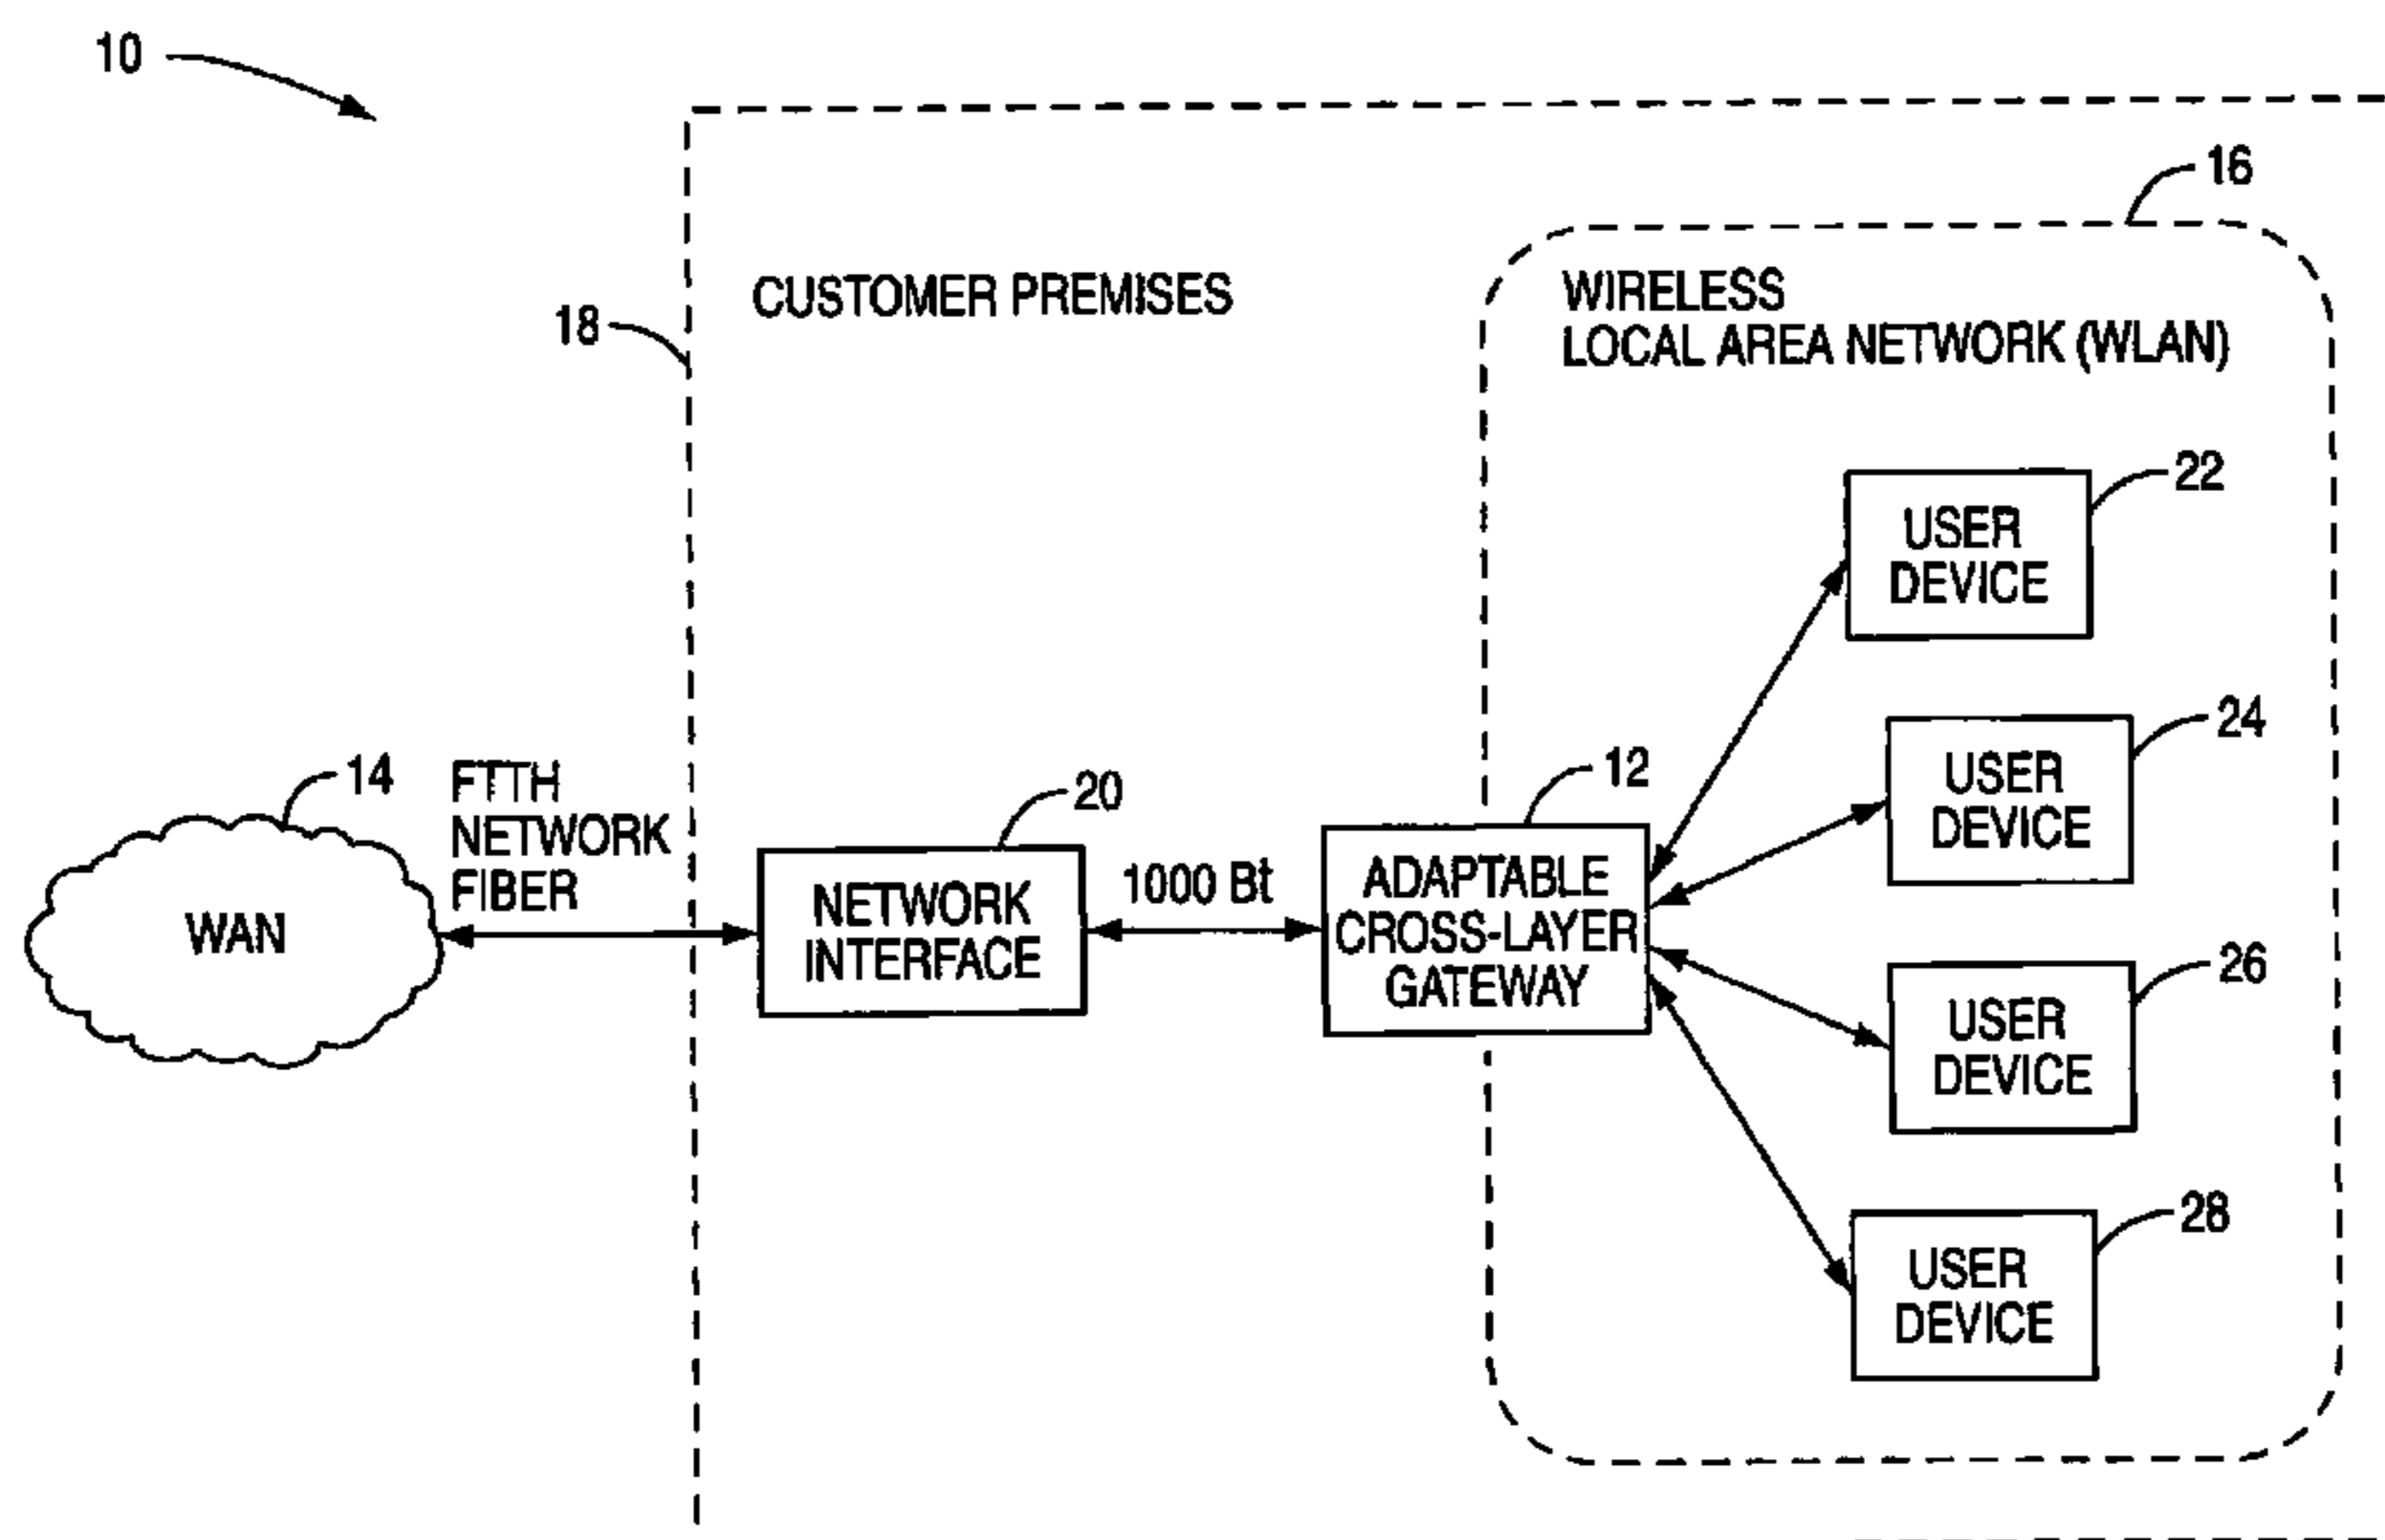 10
16
CUSTOMER PREMISES
WIRELESS
LOCAL AREA NETWORK (WLAN)
18
22
USER
DEVICE
24
USER
DEVICE
14
FTTH
NETWORK
FIBER
WAN
20
NETWORK
INTERFACE
1000 Bt
12
ADAPTABLE
CROSS-LAYER
GATEWAY
26
USER
DEVICE
28
USER
DEVICE